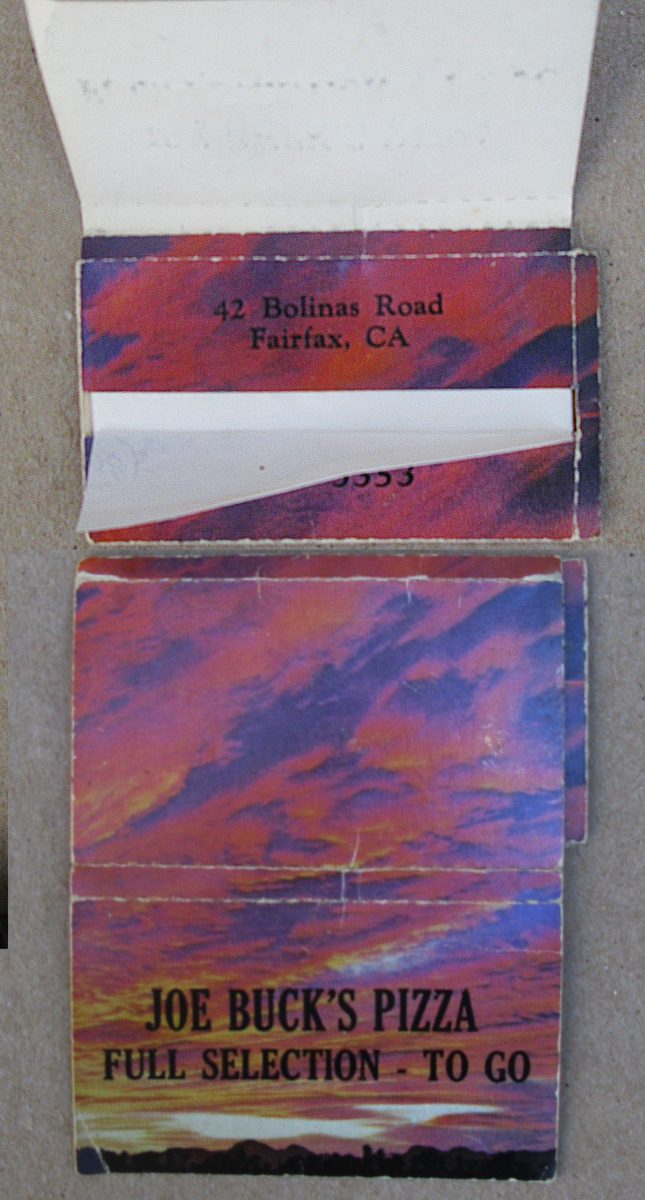 42 Bolinas Road
Fairfax, CA
JOE BUCK'S PIZZA
FULL SELECTION - TO GO